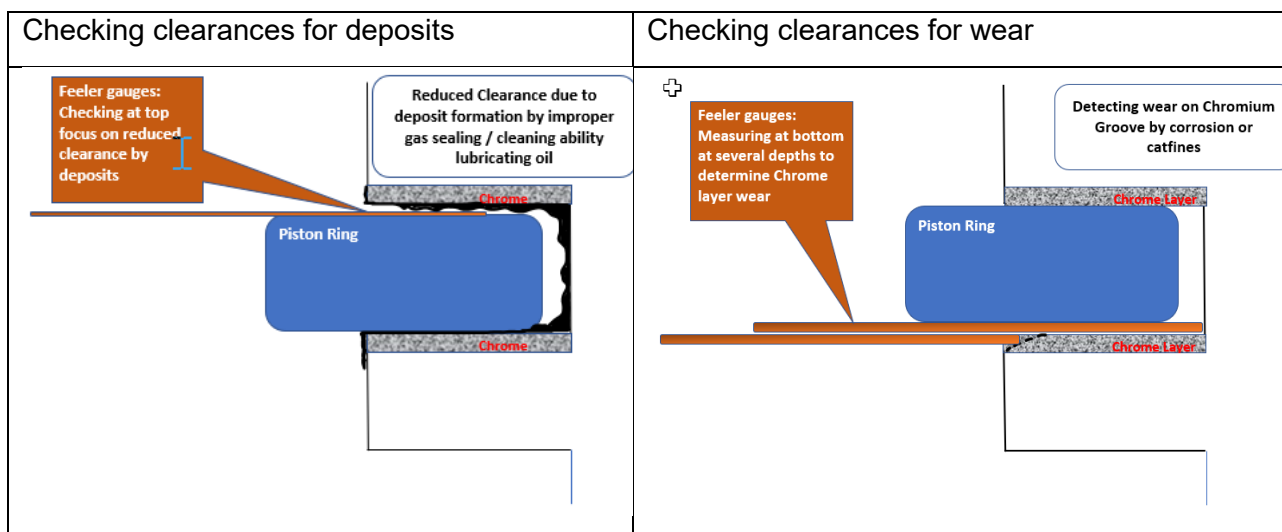 Checking clearances for deposits
Feeler gauges:
Checking at top
focus on reduced
clearance by
deposits
Reduced Clearance due to
deposit formation by improper
gas sealing / cleaning ability
lubricating oil
Chrome
Piston Ring
Chrome
Checking clearances for wear
Feeler gauges:
Measuring at bottom
at several depths to
determine Chrome
layer wear
Detecting wear on Chromium
Groove by corrosion or
catfines
Chrome Layer
Piston Ring
Chrome Layer